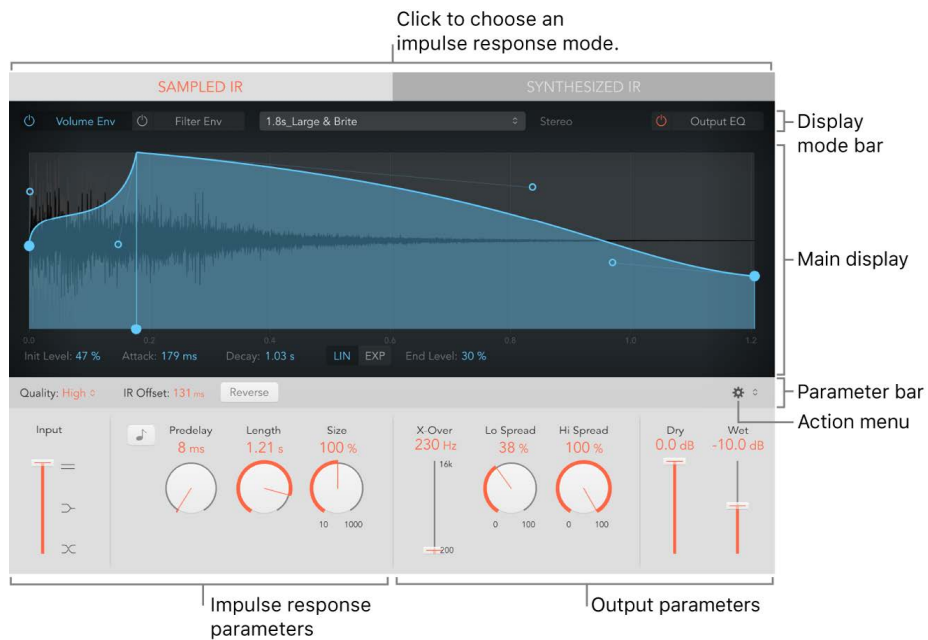 Click to choose an
impulse response mode.
SAMPLED IR
SYNTHESIZED IR
Volume Env
Filter Env
1.8s_Large & Brite
Stereo
Output EQ
Display
mode bar
Main display
0.0 0.2 0.4 0.6 0.8 1.0 1.2
Init Level: 47 % Attack: 179 ms Decay: 1.03 s LIN EXP End Level: 30 %
Quality: High IR Offset: 131 ms Reverse
Parameter bar
Action menu
Input
Predelay
8 ms
Length
1.21 s
Size
100 %
10 1000
X-Over
230 Hz
16k
200
Lo Spread
38 %
0 100
Hi Spread
100 %
0 100
Dry
0.0 dB
Wet
-10.0 dB
Impulse response
parameters
Output parameters